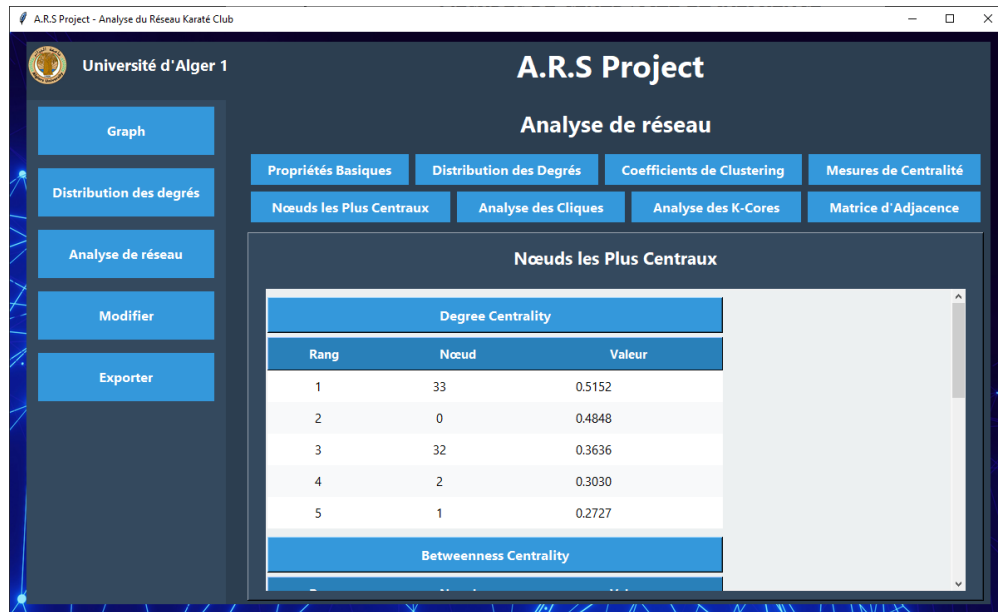 A.R.S Project - Analyse du Réseau Karaté Club
Université d'Alger 1
A.R.S Project
Graph
Distribution des degrés
Analyse de réseau
Modifier
Exporter
Analyse de réseau
Propriétés Basiques Distribution des Degrés Coefficients de Clustering Mesures de Centralité
Nœuds les Plus Centraux Analyse des Cliques Analyse des K-Cores Matrice d'Adjacence
Nœuds les Plus Centraux
Degree Centrality
Rang Nœud Valeur
1 33 0.5152
2 0 0.4848
3 32 0.3636
4 2 0.3030
5 1 0.2727
Betweenness Centrality